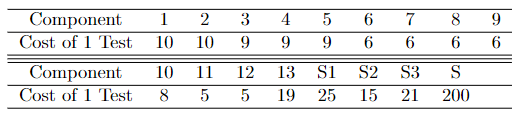 Component 1 2 3 4 5 6 7 8 9
Cost of 1 Test 10 10 9 9 9 6 6 6 6
Component 10 11 12 13 S1 S2 S3 S
Cost of 1 Test 8 5 5 19 25 15 21 200